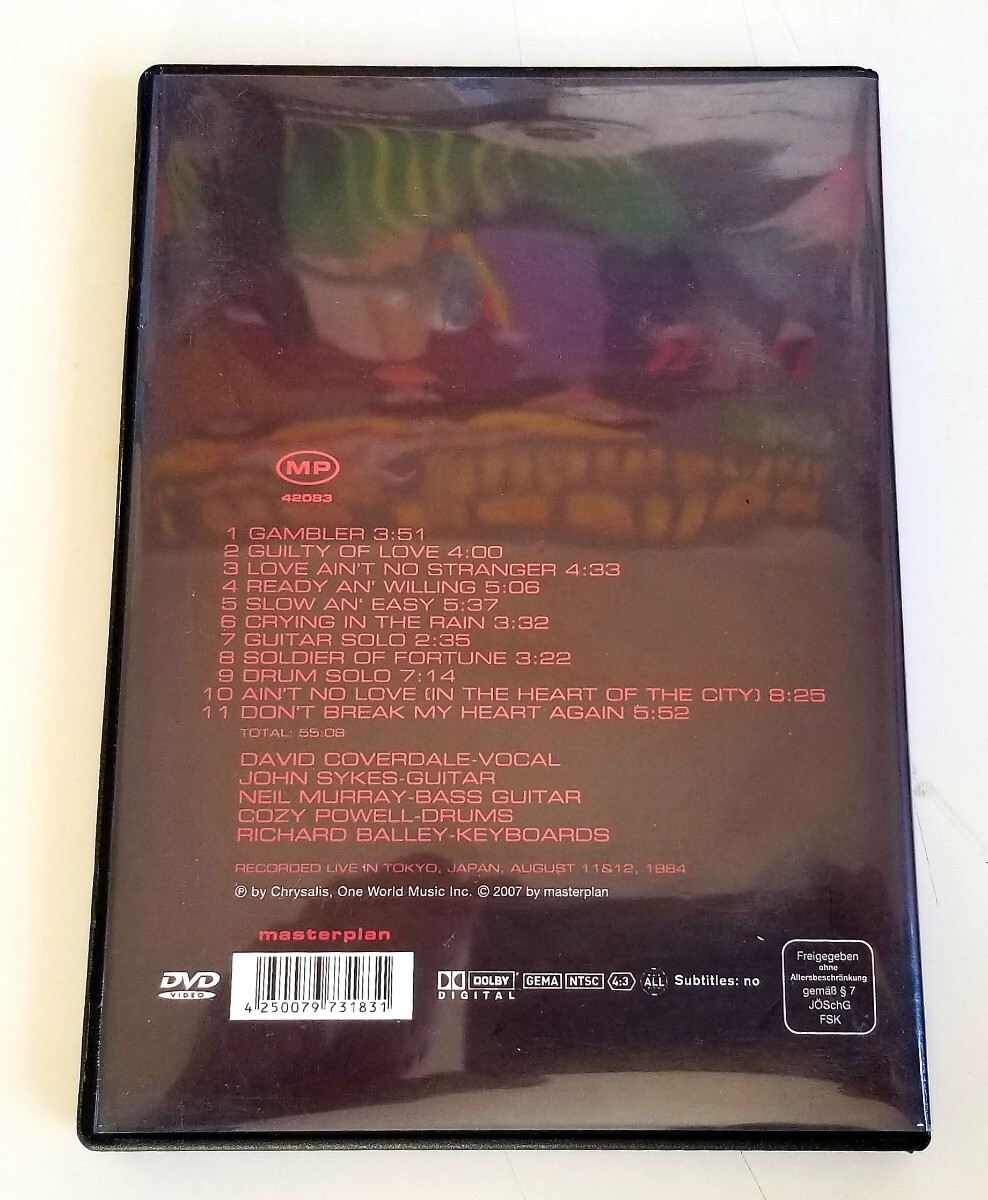 MP
42083
1 GAMBLER 3:51
2 GUILTY OF LOVE 4:00
3 LOVE AIN'T NO STRANGER 4:33
4 READY AN' WILLING 5:06
5 SLOW AN' EASY 5:37
6 CRYING IN THE RAIN 3:32
7 GUITAR SOLO 2:35
8 SOLDIER OF FORTUNE 3:22
9 DRUM SOLO 7:14
10 AIN'T NO LOVE (IN THE HEART OF THE CITY) 8:25
11 DON'T BREAK MY HEART AGAIN 5:52
TOTAL: 55:08
DAVID COVERDALE-VOCAL
JOHN SYKES-GUITAR
NEIL MURRAY-BASS GUITAR
COZY POWELL-DRUMS
RICHARD BALLEY-KEYBOARDS
RECORDED LIVE IN TOKYO, JAPAN, AUGUST 11&12, 1984
℗ by Chrysalis, One World Music Inc. © 2007 by masterplan
masterplan
DVD
VIDEO
4 250079 731831
DOLBY
DIGITAL
GEMA NTSC 4:3 ALL Subtitles: no
Freigegeben
ohne
Altersbeschränkung
gemäß § 7
JÖSchG
FSK